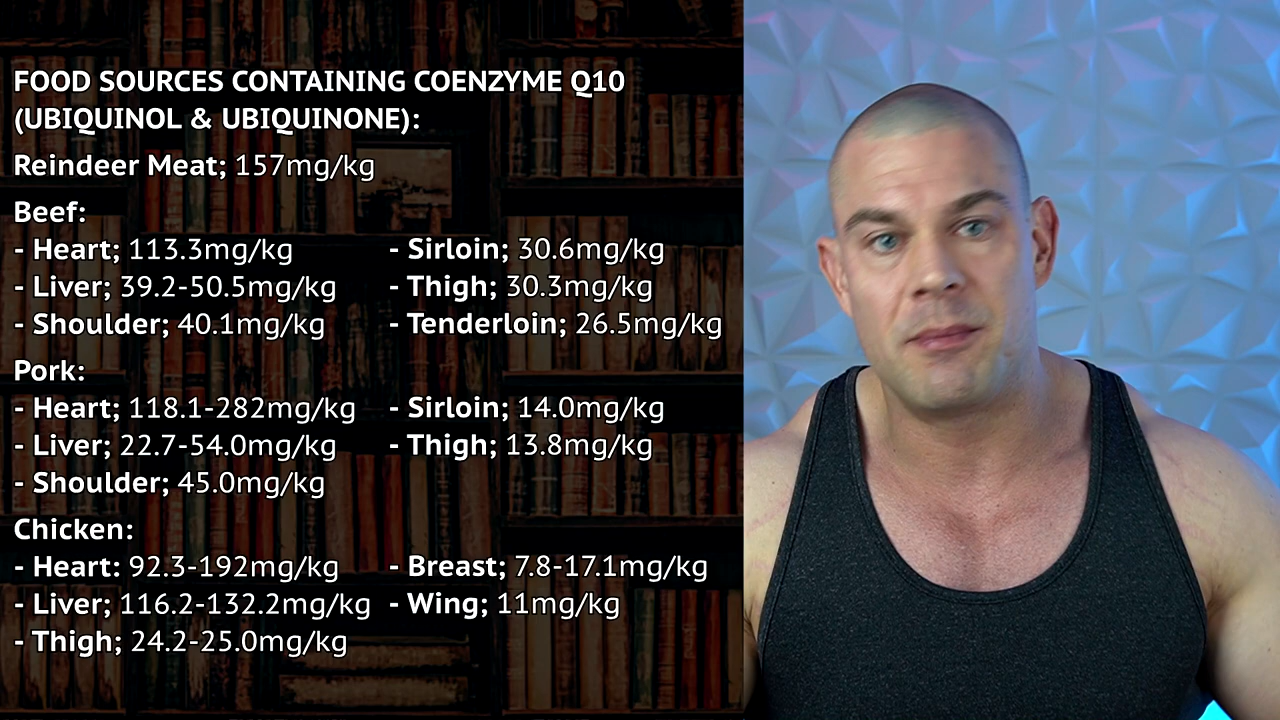 FOOD SOURCES CONTAINING COENZYME Q10
(UBIQUINOL & UBIQUINONE):
Reindeer Meat; 157mg/kg
Beef:
- Heart; 113.3mg/kg
- Liver; 39.2-50.5mg/kg
- Shoulder; 40.1mg/kg
- Sirloin; 30.6mg/kg
- Thigh; 30.3mg/kg
- Tenderloin; 26.5mg/kg
Pork:
- Heart; 118.1-282mg/kg
- Liver; 22.7-54.0mg/kg
- Shoulder; 45.0mg/kg
- Sirloin; 14.0mg/kg
- Thigh; 13.8mg/kg
Chicken:
- Heart: 92.3-192mg/kg
- Liver; 116.2-132.2mg/kg
- Thigh; 24.2-25.0mg/kg
- Breast; 7.8-17.1mg/kg
- Wing; 11mg/kg